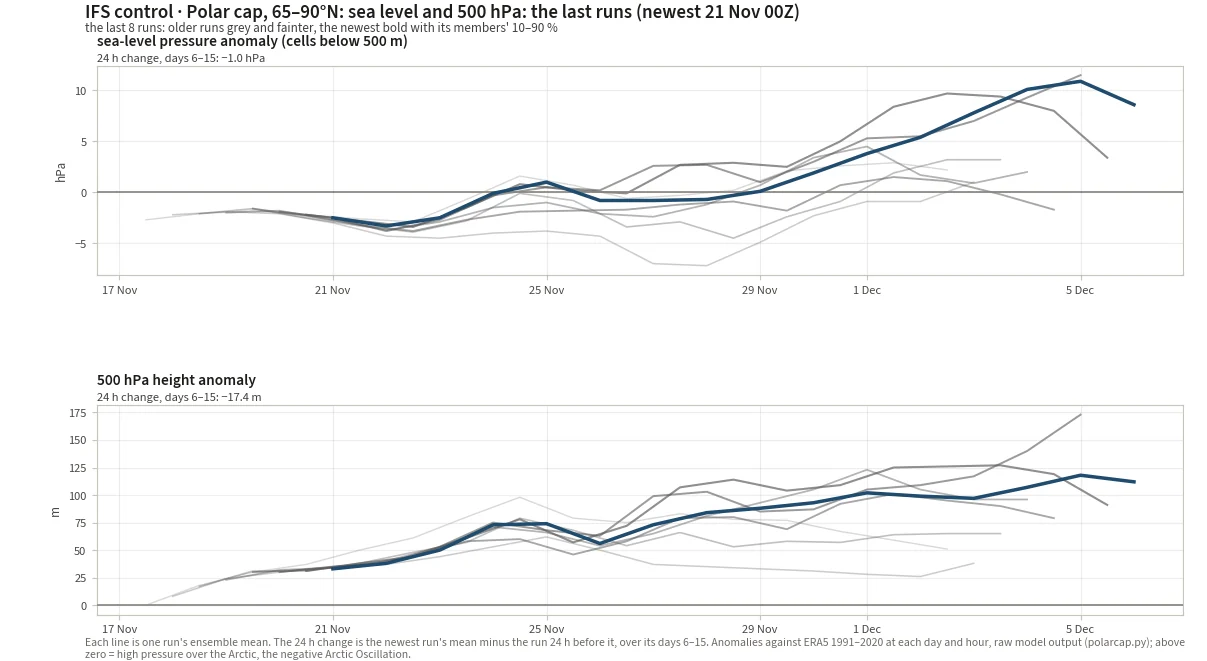 IFS control · Polar cap, 65–90°N: sea level and 500 hPa: the last runs (newest 21 Nov 00Z)
the last 8 runs: older runs grey and fainter, the newest bold with its members' 10–90 %
sea-level pressure anomaly (cells below 500 m)
24 h change, days 6–15: −1.0 hPa
10
5
0
−5
hPa
17 Nov
21 Nov
25 Nov
29 Nov
1 Dec
5 Dec
500 hPa height anomaly
24 h change, days 6–15: −17.4 m
175
150
125
100
75
50
25
0
m
17 Nov
21 Nov
25 Nov
29 Nov
1 Dec
5 Dec
Each line is one run's ensemble mean. The 24 h change is the newest run's mean minus the run 24 h before it, over its days 6–15. Anomalies against ERA5 1991–2020 at each day and hour, raw model output (polarcap.py); above
zero = high pressure over the Arctic, the negative Arctic Oscillation.